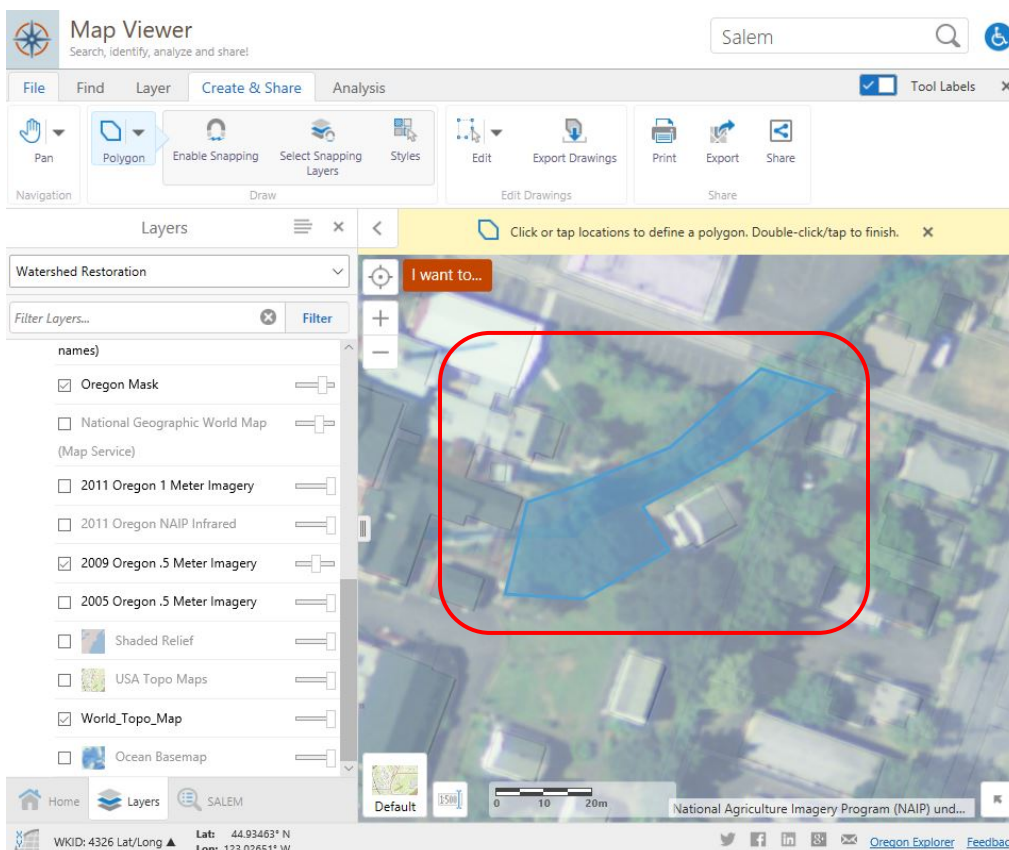 Map Viewer
Search, identify, analyze and share!
Salem
File Find Layer Create & Share Analysis
Tool Labels
Pan
Polygon
Enable Snapping
Select Snapping
Layers
Styles
Edit
Export Drawings
Print
Export
Share
Navigation
Draw
Edit Drawings
Share
Layers
Click or tap locations to define a polygon. Double-click/tap to finish.
Watershed Restoration
I want to...
Filter Layers...
Filter
names)
Oregon Mask
National Geographic World Map
(Map Service)
2011 Oregon 1 Meter Imagery
2011 Oregon NAIP Infrared
2009 Oregon .5 Meter Imagery
2005 Oregon .5 Meter Imagery
Shaded Relief
USA Topo Maps
World_Topo_Map
Ocean Basemap
Default
1500
0 10 20m
National Agriculture Imagery Program (NAIP) und...
Home
Layers
SALEM
WKID: 4326 Lat/Long ▲
Lat: 44.93463° N
Lon: 123.02651° W
Oregon Explorer
Feedbac